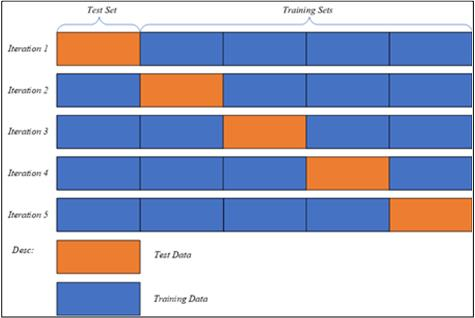 Test Set
Training Sets
Iteration 1
Iteration 2
Iteration 3
Iteration 4
Iteration 5
Desc:
Test Data
Training Data